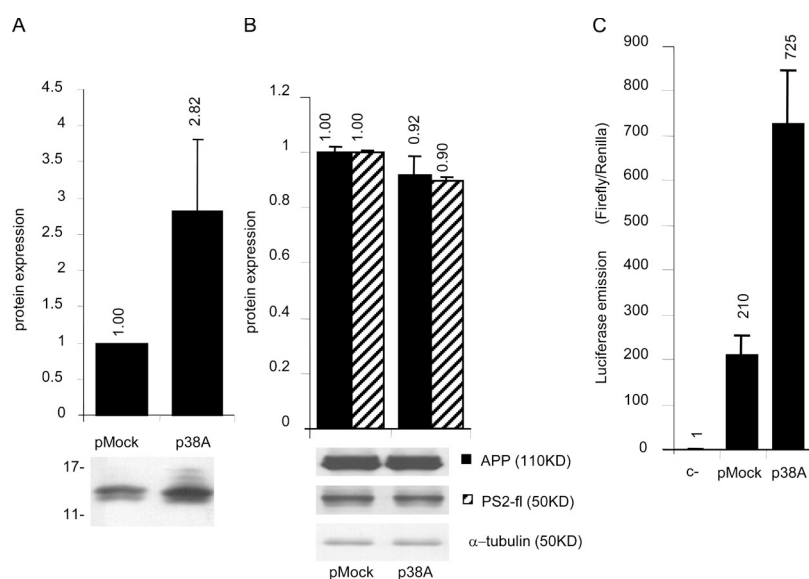 A
protein expression
4.5
4
3.5
3
2.5
2
1.5
1
0.5
0
1.00
2.82
pMock
p38A
17-
11-
B
protein expression
1.2
1
0.8
0.6
0.4
0.2
0
1.00
1.00
0.92
0.90
APP (110KD)
PS2-fl (50KD)
α–tubulin (50KD)
pMock
p38A
C
Luciferase emission (Firefly/Renilla)
900
800
700
600
500
400
300
200
100
0
1
210
725
c-
pMock
p38A